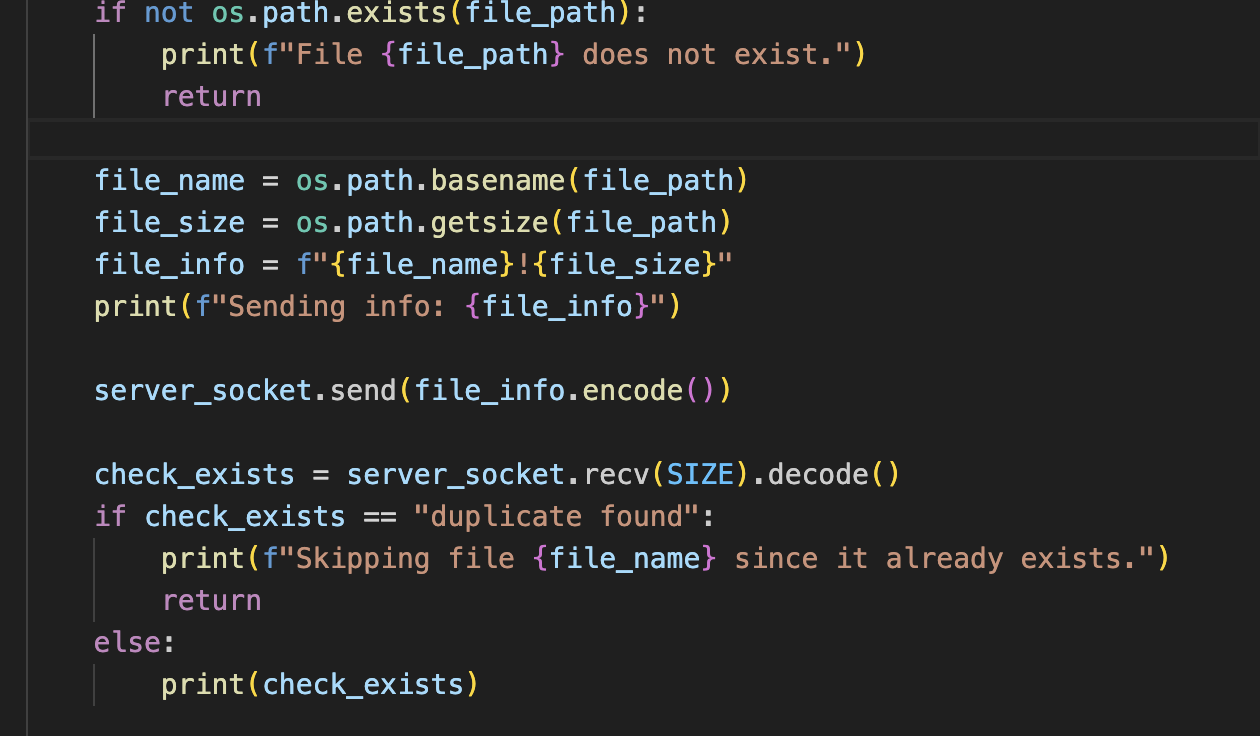 if not os.path.exists(file_path):
    print(f"File {file_path} does not exist.")
    return

file_name = os.path.basename(file_path)
file_size = os.path.getsize(file_path)
file_info = f"{file_name}!{file_size}"
print(f"Sending info: {file_info}")

server_socket.send(file_info.encode())

check_exists = server_socket.recv(SIZE).decode()
if check_exists == "duplicate found":
    print(f"Skipping file {file_name} since it already exists.")
    return
else:
    print(check_exists)